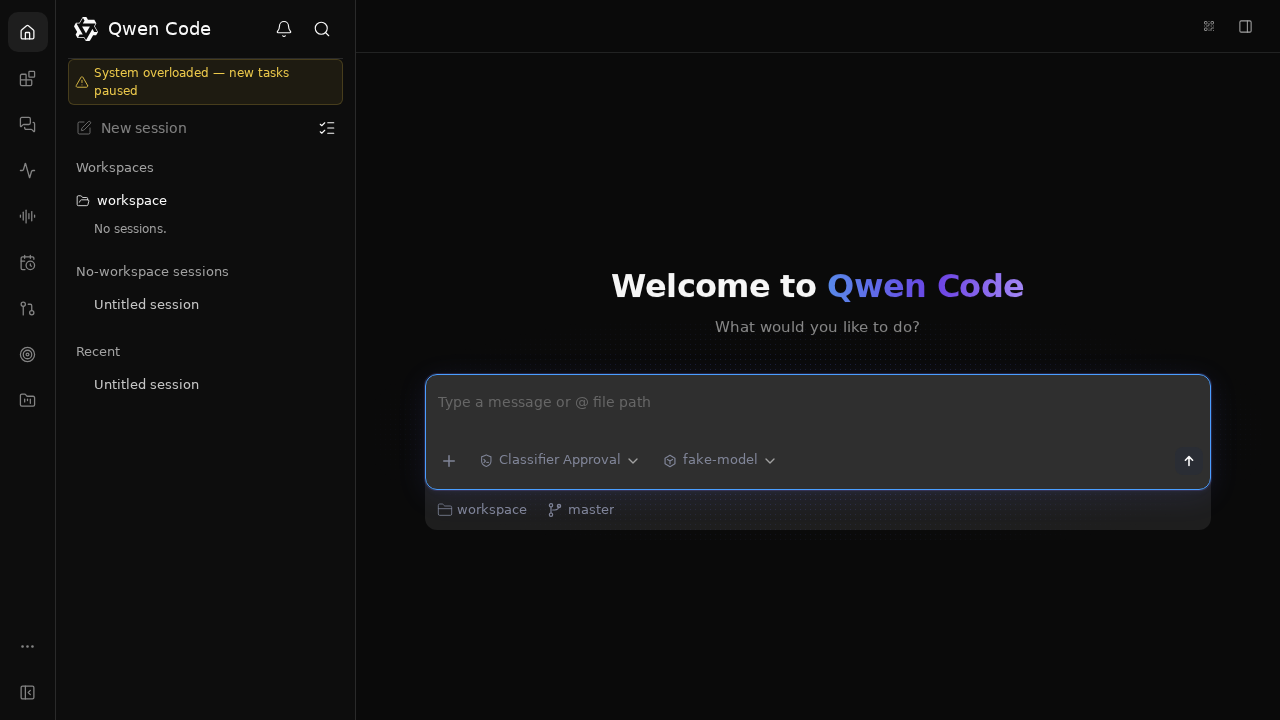 Qwen Code
System overloaded — new tasks
paused
New session
Workspaces
workspace
No sessions.
No-workspace sessions
Untitled session
Recent
Untitled session
Welcome to Qwen Code
What would you like to do?
Type a message or @ file path
Classifier Approval
fake-model
workspace
master